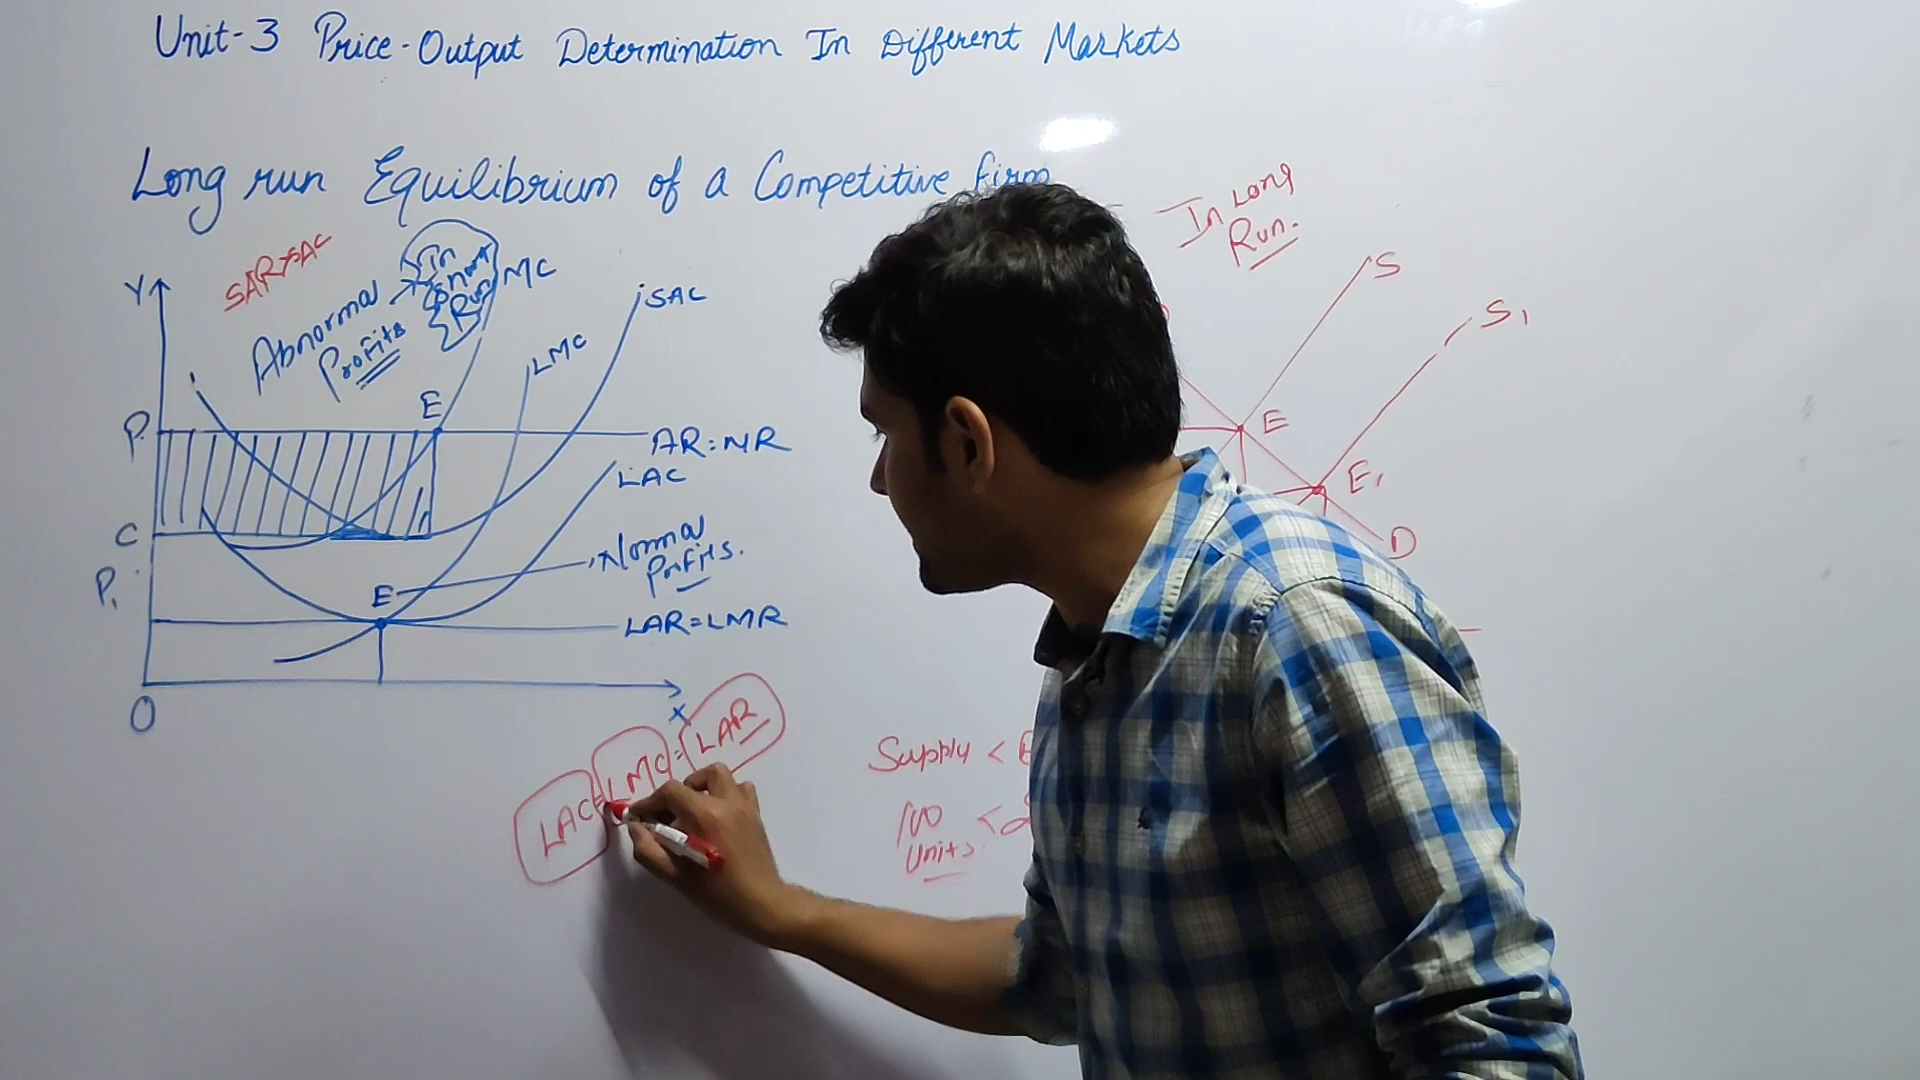 Unit-3 Price-Output Determination In Different Markets
Long run Equilibrium of a Competitive firm
SAR>SAC
Abnormal Profits
In Short Run
MC
SAC
LMC
Y
P
E
AR=MR
LAC
C
Normal Profits.
P1
E
LAR=LMR
O
X
LAC=LMC=LAR
In Long Run.
S
S1
E
E1
D
Supply <
100 <
Units.